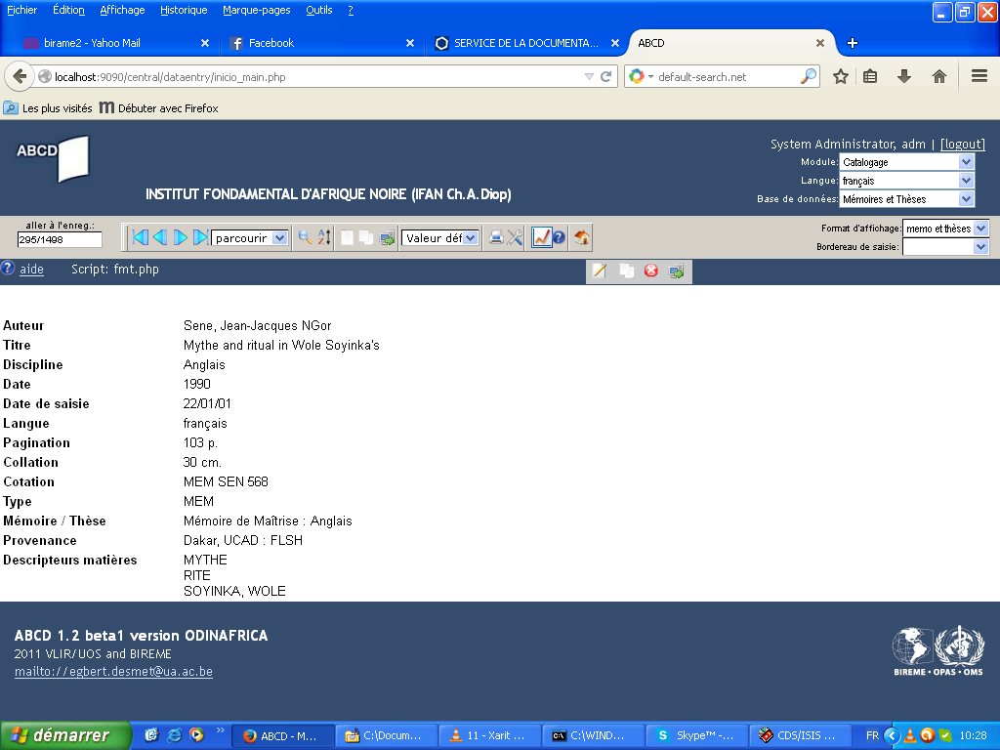 Fichier Édition Affichage Historique Marque-pages Outils ?
birame2 - Yahoo Mail Facebook SERVICE DE LA DOCUMENTA... ABCD
localhost:9090/central/dataentry/inicio_main.php default-search.net
Les plus visités Débuter avec Firefox
ABCD
System Administrator, adm | [logout]
Module: Catalogage
Langue: français
INSTITUT FONDAMENTAL D'AFRIQUE NOIRE (IFAN Ch. A. Diop)
Base de données: Mémoires et Thèses
aller à l'enreg.:
295/1498
parcourir
Valeur déf
Format d'affichage: memo et thèses
Bordereau de saisie:
aide Script: fmt.php
Auteur Sene, Jean-Jacques NGor
Titre Mythe and ritual in Wole Soyinka's
Discipline Anglais
Date 1990
Date de saisie 22/01/01
Langue français
Pagination 103 p.
Collation 30 cm.
Cotation MEM SEN 568
Type MEM
Mémoire / Thèse Mémoire de Maîtrise : Anglais
Provenance Dakar, UCAD : FLSH
Descripteurs matières MYTHE
RITE
SOYINKA, WOLE
ABCD 1.2 beta1 version ODINAFRICA
2011 VLIR/UOS and BIREME
mailto://egbert.desmet@ua.ac.be
BIREME • OPAS • OMS
démarrer ABCD - M... C:\Docum... 11 - Xarit ... C:\WIND... Skype™ -... CDS/ISIS ... FR 10:28